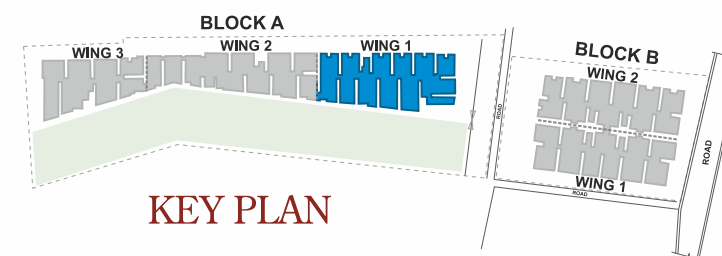 BLOCK A
WING 3
WING 2
WING 1
BLOCK B
WING 2
ROAD
ROAD
WING 1
ROAD
KEY PLAN